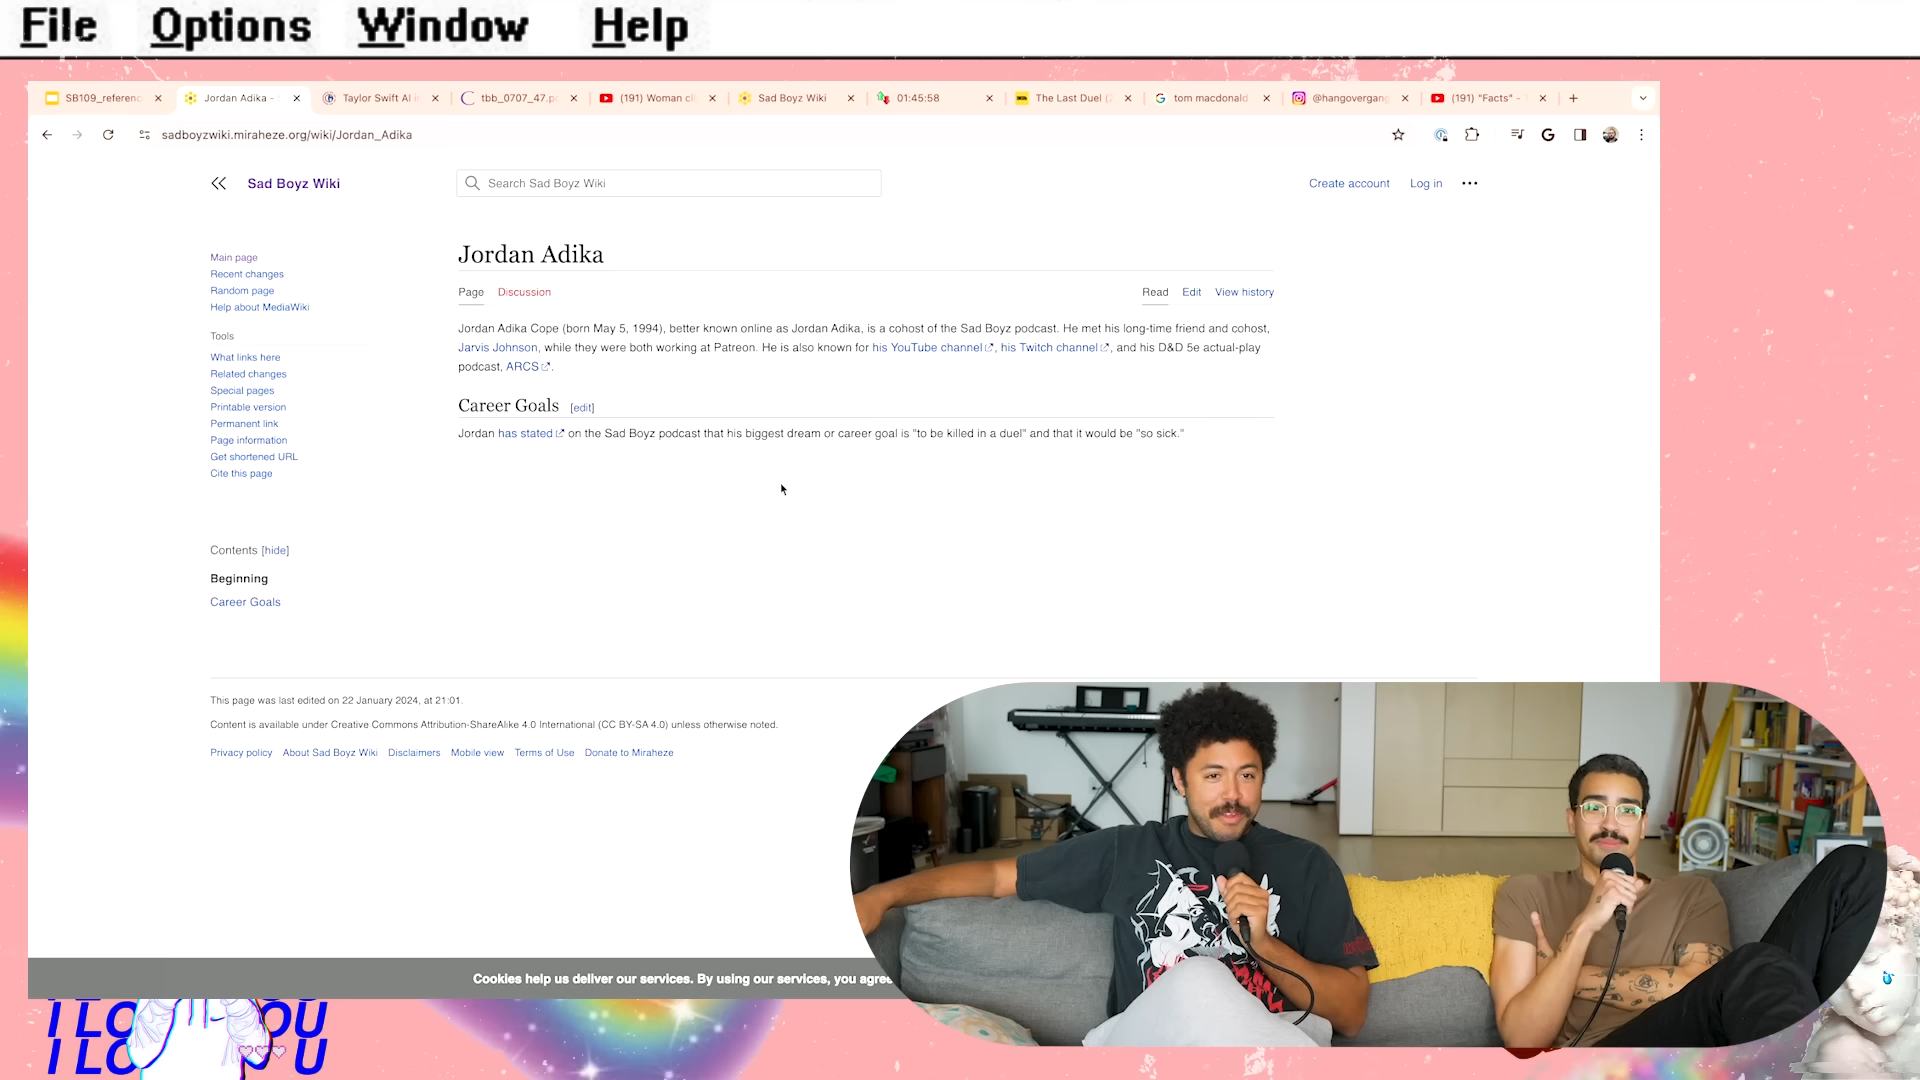 File Options Window Help
SB109_referenc
Jordan Adika -
Taylor Swift AI i
tbb_0707_47.p
(191) Woman cl
Sad Boyz Wiki
01:45:58
The Last Duel (
tom macdonald
@hangovergang
(191) "Facts" -
sadboyzwiki.miraheze.org/wiki/Jordan_Adika
Sad Boyz Wiki
Search Sad Boyz Wiki
Create account Log in
Main page
Recent changes
Random page
Help about MediaWiki
Tools
What links here
Related changes
Special pages
Printable version
Permanent link
Page information
Get shortened URL
Cite this page
Contents [hide]
Beginning
Career Goals
Jordan Adika
Page Discussion Read Edit View history
Jordan Adika Cope (born May 5, 1994), better known online as Jordan Adika, is a cohost of the Sad Boyz podcast. He met his long-time friend and cohost,
Jarvis Johnson, while they were both working at Patreon. He is also known for his YouTube channel, his Twitch channel, and his D&D 5e actual-play
podcast, ARCS.
Career Goals [edit]
Jordan has stated on the Sad Boyz podcast that his biggest dream or career goal is "to be killed in a duel" and that it would be "so sick."
This page was last edited on 22 January 2024, at 21:01.
Content is available under Creative Commons Attribution-ShareAlike 4.0 International (CC BY-SA 4.0) unless otherwise noted.
Privacy policy About Sad Boyz Wiki Disclaimers Mobile view Terms of Use Donate to Miraheze
Cookies help us deliver our services. By using our services, you agree
I LO OU
I LO U